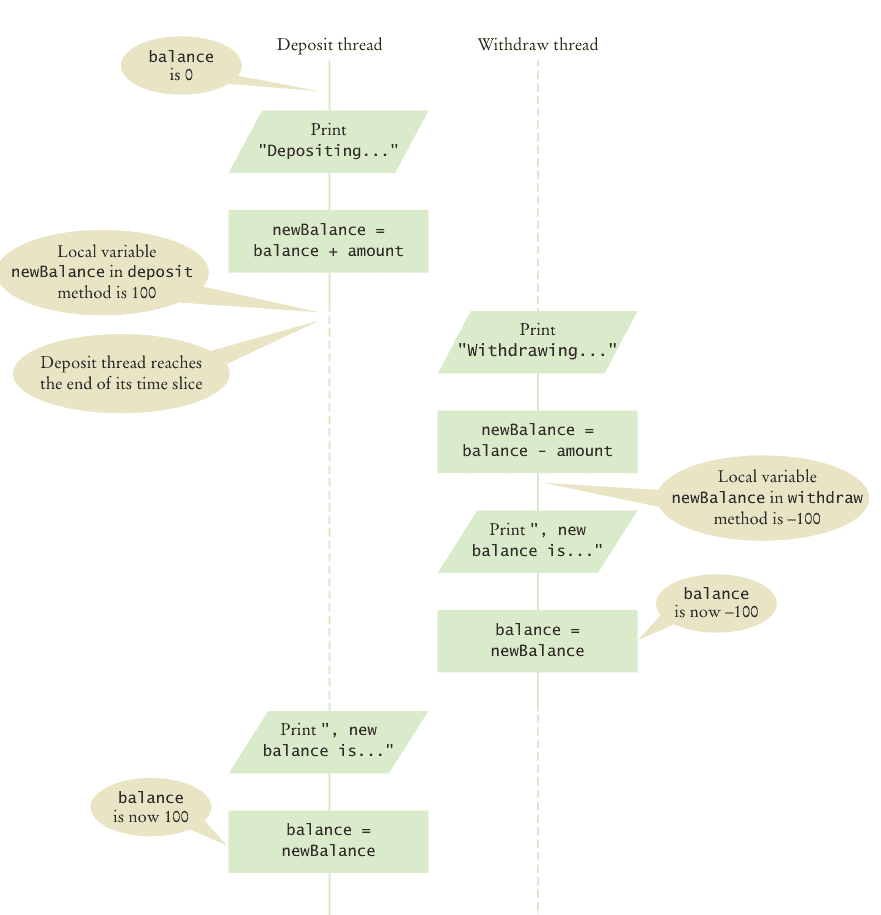 Deposit thread
Withdraw thread
balance
is 0
Print
"Depositing..."
newBalance =
balance + amount
Local variable
newBalance in deposit
method is 100
Print
"Withdrawing..."
Deposit thread reaches
the end of its time slice
newBalance =
balance - amount
Local variable
newBalance in withdraw
method is –100
Print ", new
balance is..."
balance
is now –100
balance =
newBalance
Print ", new
balance is..."
balance
is now 100
balance =
newBalance